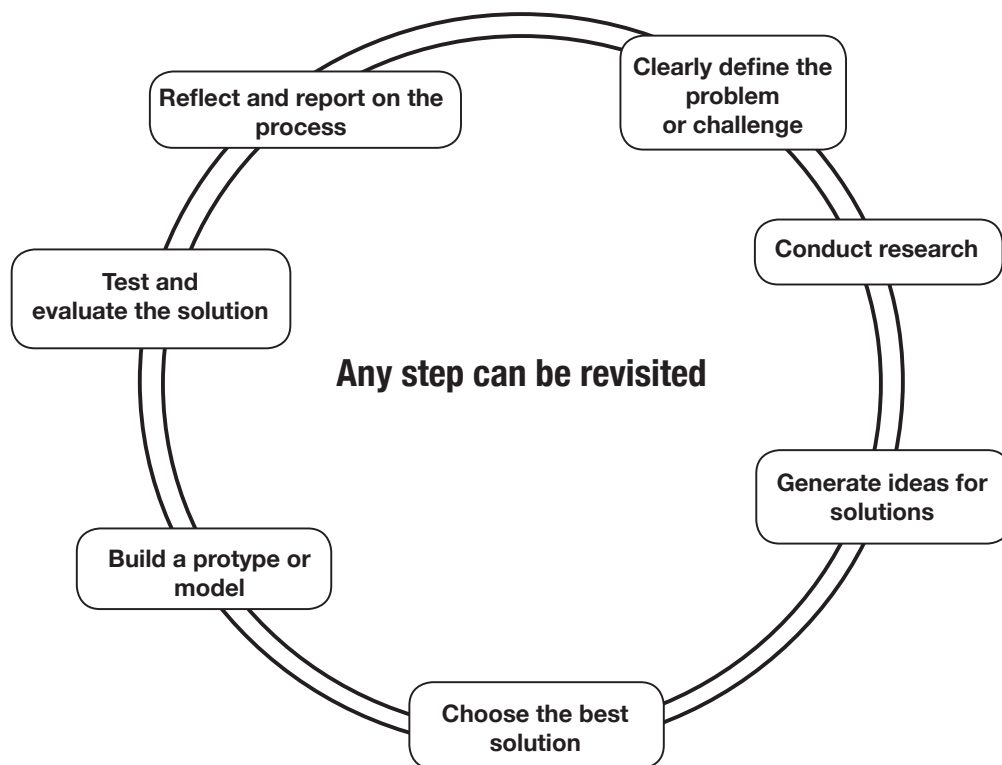 Clearly define the
problem
or challenge
Conduct research
Generate ideas for
solutions
Choose the best
solution
Build a protype or
model
Test and
evaluate the solution
Reflect and report on the
process
Any step can be revisited